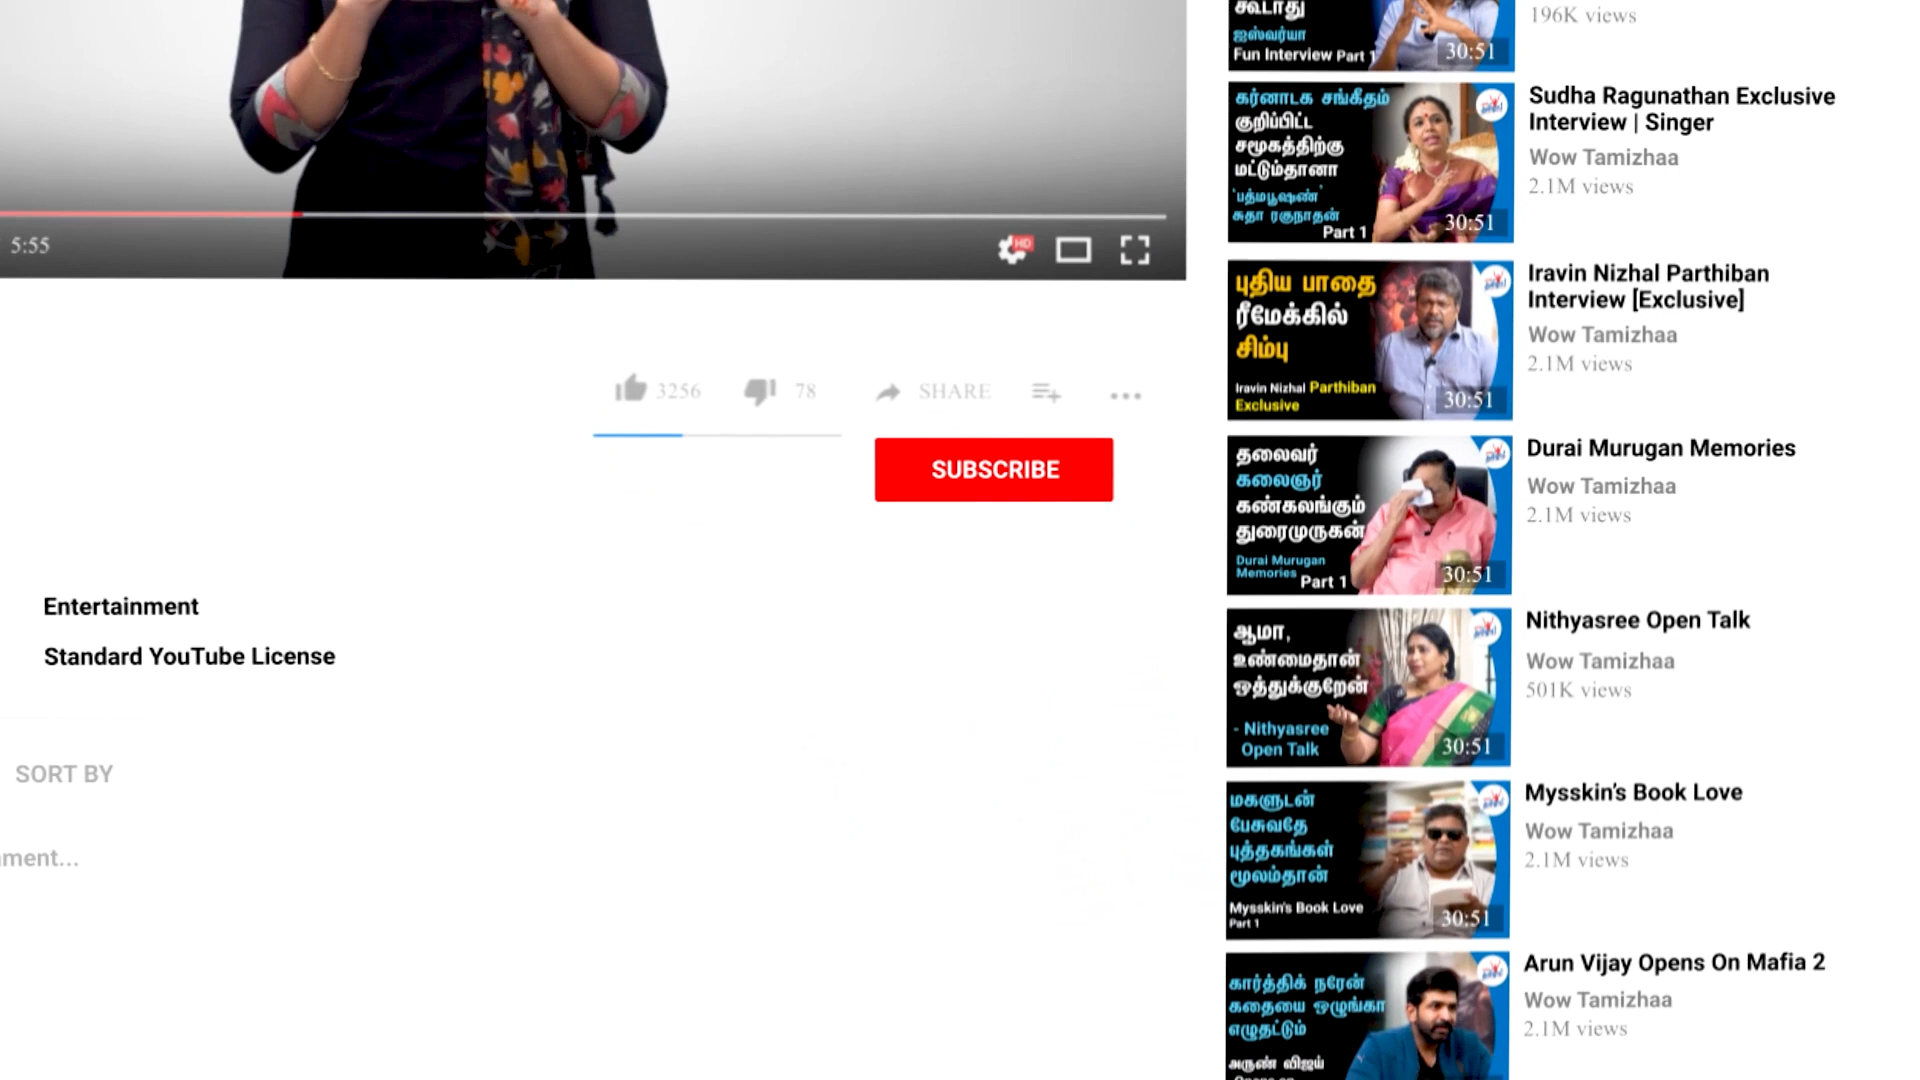 5:55
HD
3256
78
SHARE
SUBSCRIBE
Entertainment
Standard YouTube License
SORT BY
கூடாது
ஐஸ்வர்யா
Fun Interview Part 1
30:51
196K views
கர்னாடக சங்கீதம்
குறிப்பிட்ட
சமூகத்திற்கு
மட்டும்தானா
'பத்மபூஷண்'
சுதா ரகுநாதன்
Part 1
30:51
Sudha Ragunathan Exclusive
Interview | Singer
Wow Tamizhaa
2.1M views
புதிய பாதை
ரீமேக்கில்
சிம்பு
Iravin Nizhal Parthiban
Exclusive
30:51
Iravin Nizhal Parthiban
Interview [Exclusive]
Wow Tamizhaa
2.1M views
தலைவர்
கலைஞர்
கண்கலங்கும்
துரைமுருகன்
Durai Murugan
Memories Part 1
30:51
Durai Murugan Memories
Wow Tamizhaa
2.1M views
ஆமா,
உண்மைதான்
ஒத்துக்குறேன்
- Nithyasree
Open Talk
30:51
Nithyasree Open Talk
Wow Tamizhaa
501K views
மகளுடன்
பேசுவதே
புத்தகங்கள்
மூலம்தான்
Mysskin's Book Love
Part 1
30:51
Mysskin's Book Love
Wow Tamizhaa
2.1M views
கார்த்திக் நரேன்
கதையை ஒழுங்கா
எழுதட்டும்
அருண் விஜய்
Arun Vijay Opens On Mafia 2
Wow Tamizhaa
2.1M views